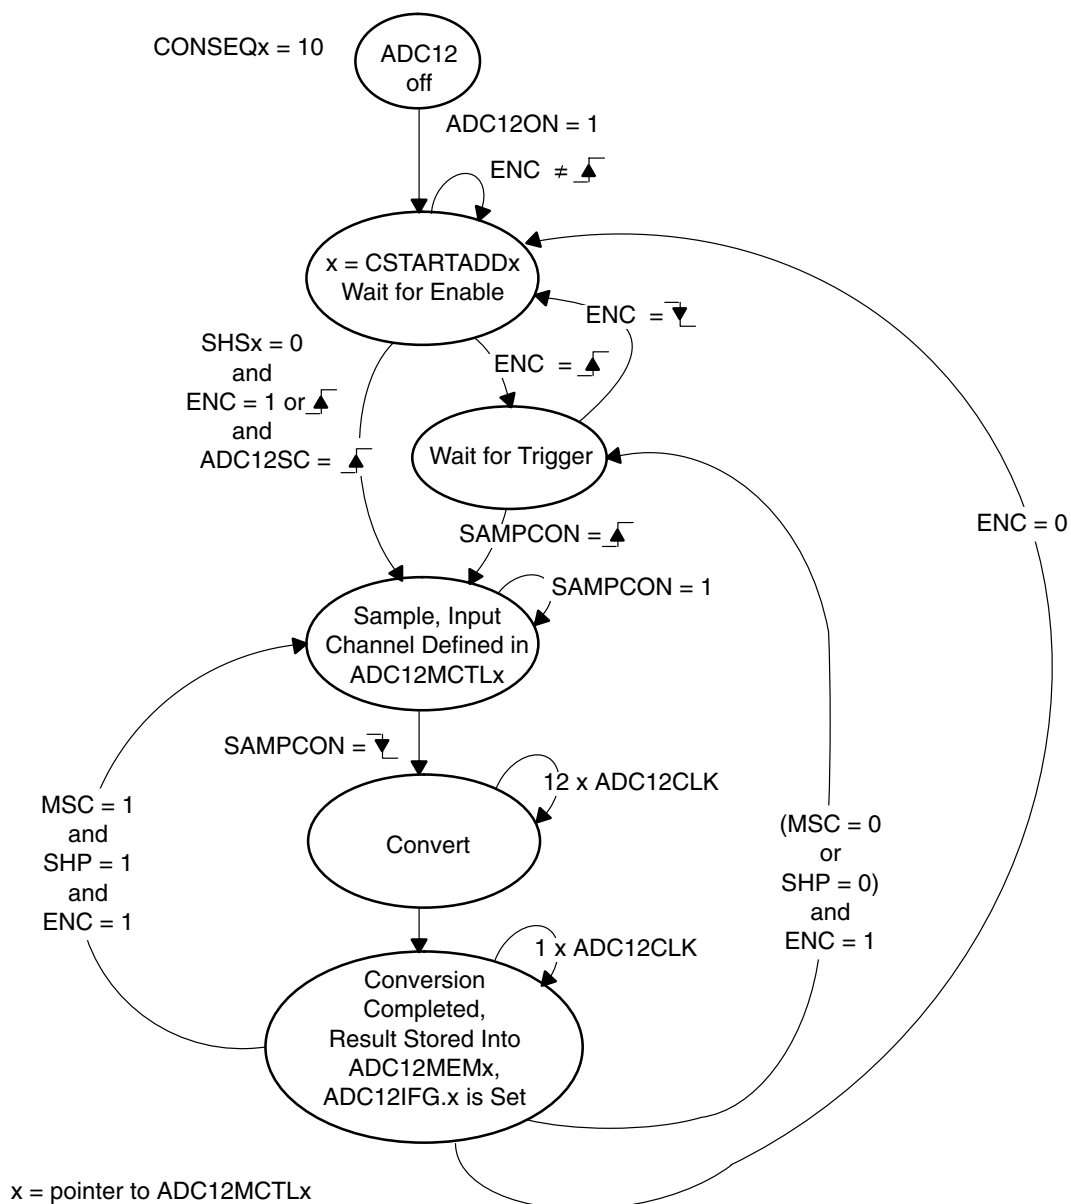 CONSEQx = 10
ADC12
off
ADC12ON = 1
ENC ≠
x = CSTARTADDx
Wait for Enable
ENC =
SHSx = 0
and
ENC = 1 or
and
ADC12SC =
ENC =
Wait for Trigger
ENC = 0
SAMPCON =
SAMPCON = 1
Sample, Input
Channel Defined in
ADC12MCTLx
SAMPCON =
12 x ADC12CLK
MSC = 1
and
SHP = 1
and
ENC = 1
Convert
(MSC = 0
or
SHP = 0)
and
ENC = 1
1 x ADC12CLK
Conversion
Completed,
Result Stored Into
ADC12MEMx,
ADC12IFG.x is Set
x = pointer to ADC12MCTLx